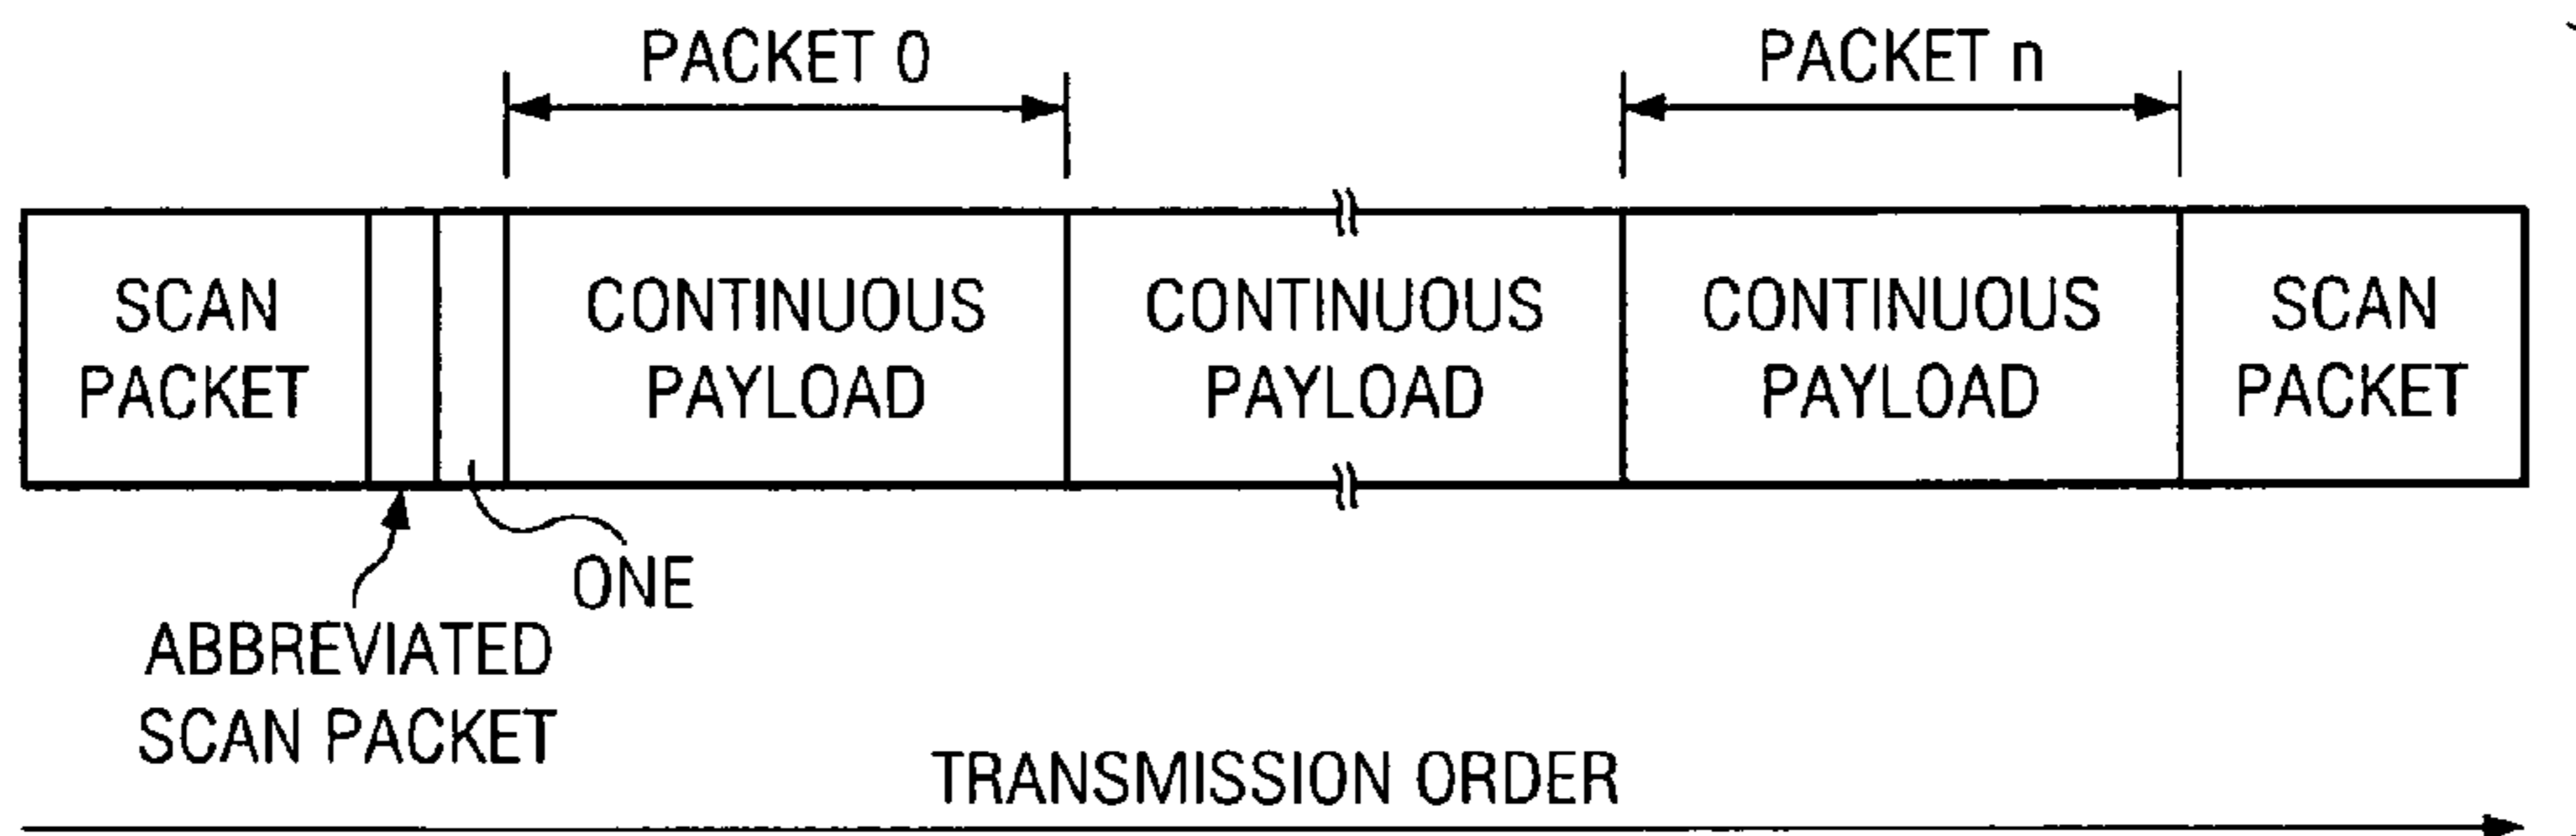 PACKET 0
PACKET n
SCAN
PACKET
CONTINUOUS
PAYLOAD
CONTINUOUS
PAYLOAD
CONTINUOUS
PAYLOAD
SCAN
PACKET
ONE
ABBREVIATED
SCAN PACKET
TRANSMISSION ORDER